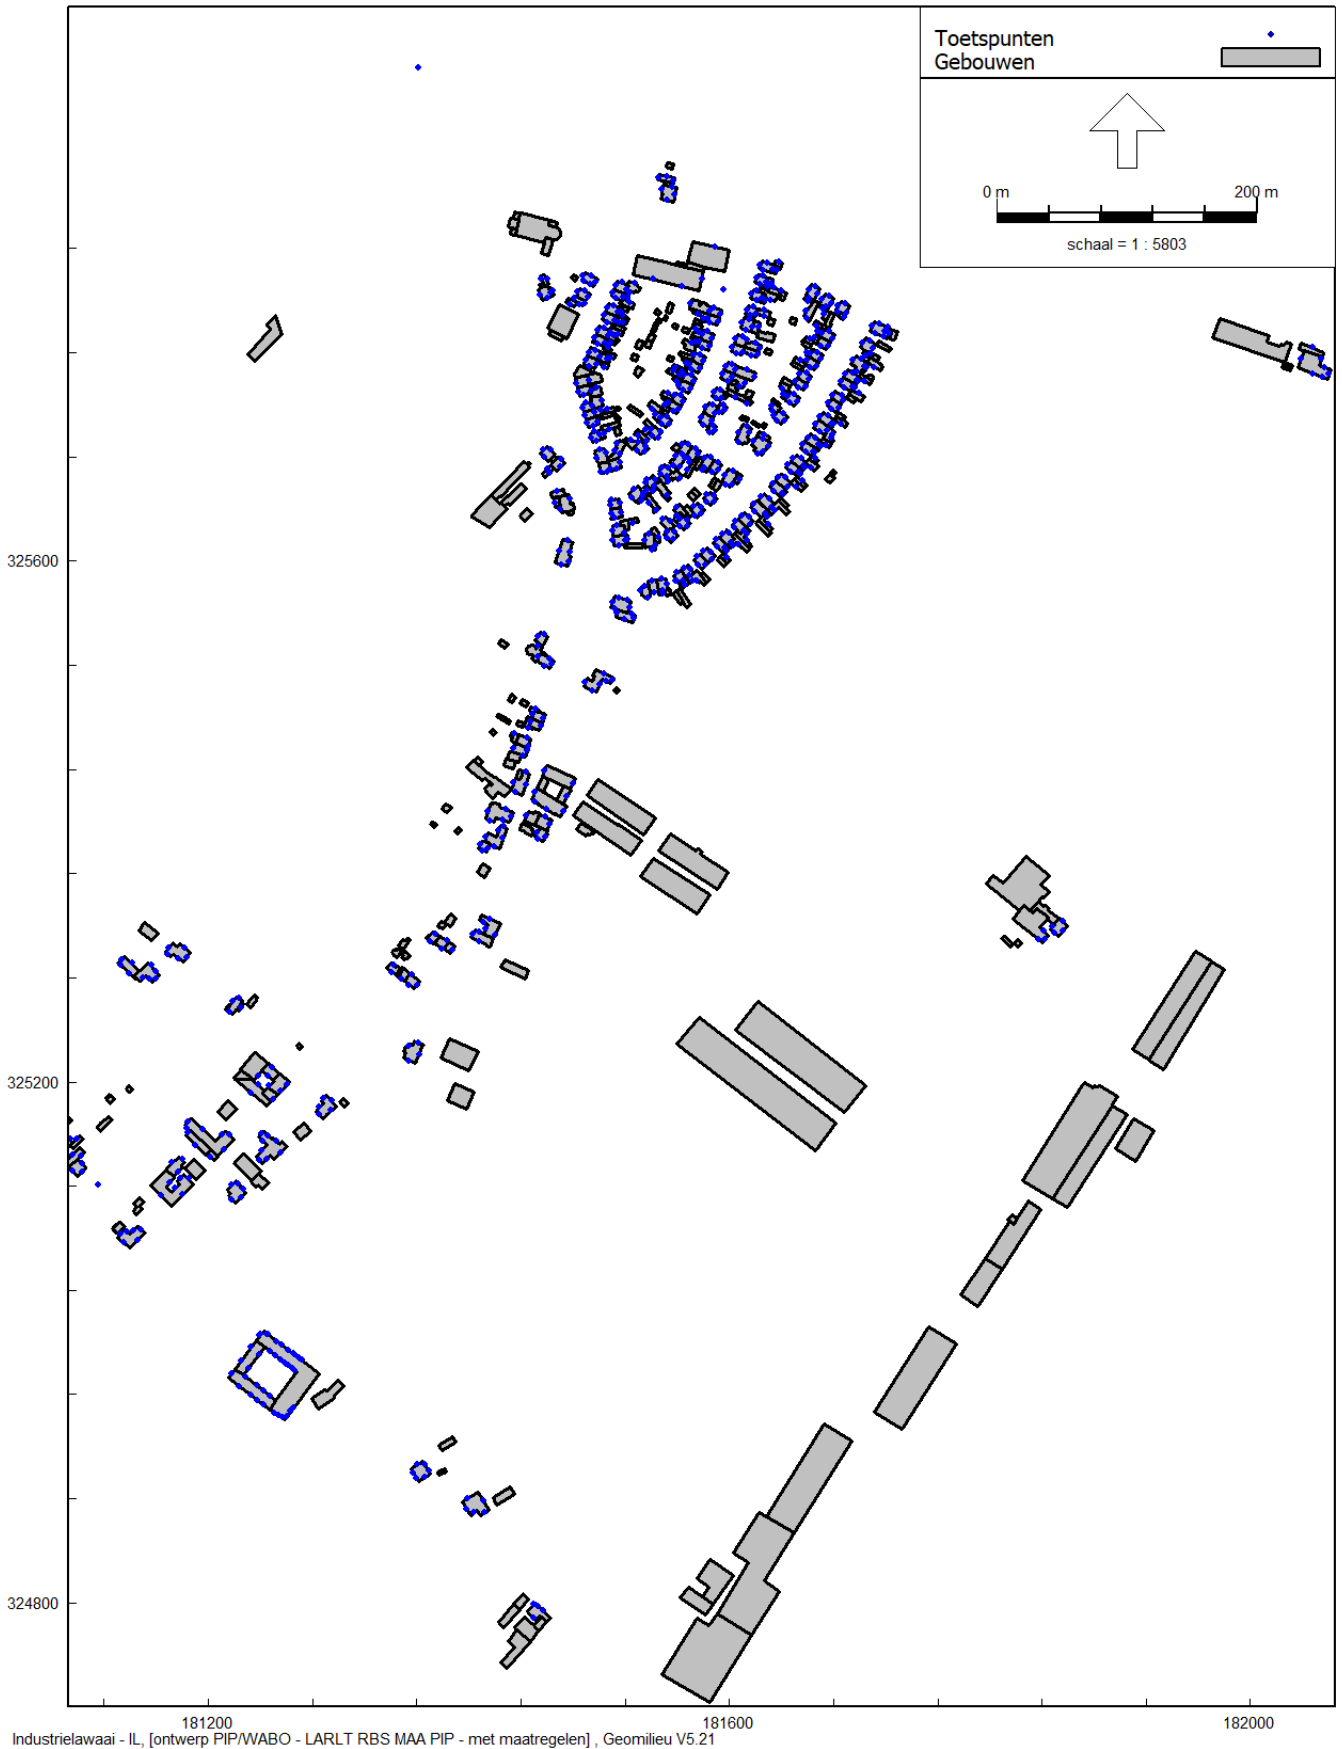 Toetspunten
Gebouwen
0 m 200 m
schaal = 1 : 5803
325600
325200
324800
181200 181600 182000
Industrielawaai - IL, [ontwerp PIP/WABO - LARLT RBS MAA PIP - met maatregelen] , Geomilieu V5.21